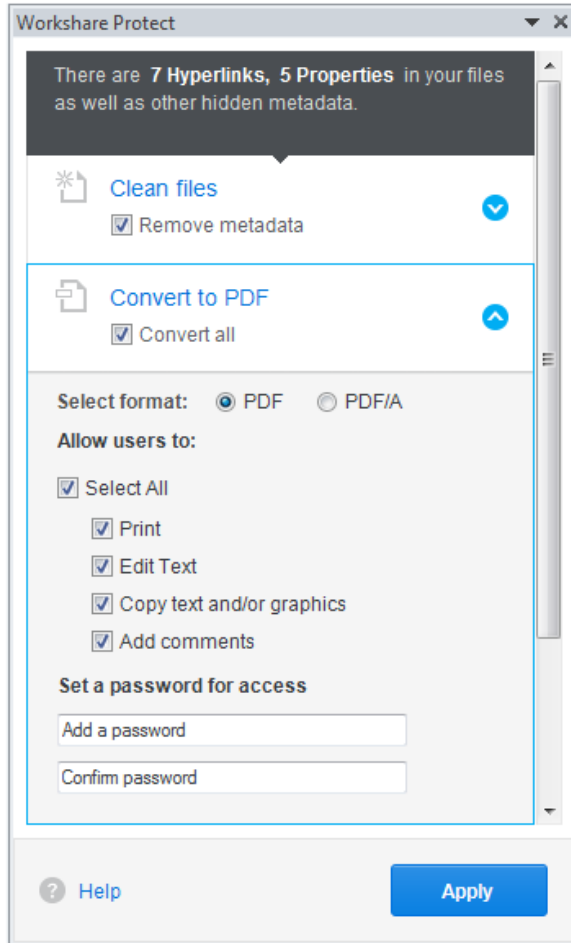 Workshare Protect
There are 7 Hyperlinks, 5 Properties in your files
as well as other hidden metadata.
Clean files
Remove metadata
Convert to PDF
Convert all
Select format: PDF PDF/A
Allow users to:
Select All
Print
Edit Text
Copy text and/or graphics
Add comments
Set a password for access
Add a password
Confirm password
? Help Apply